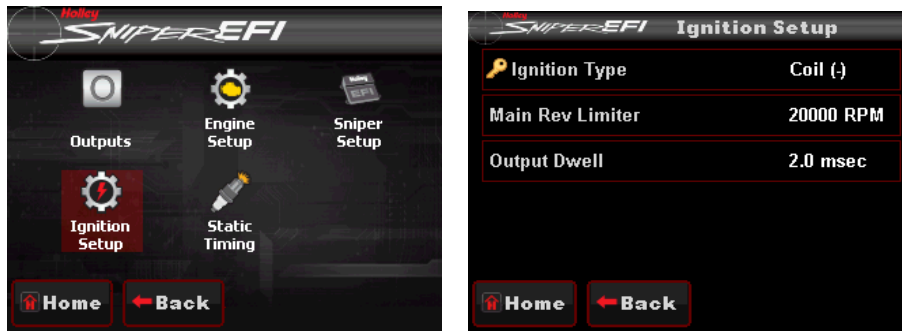 Holley
SNIPER EFI
O
Outputs
Engine
Setup
Holley
EFI
Sniper
Setup
Ignition
Setup
Static
Timing
Home
Back
Holley
SNIPER EFI
Ignition Setup
Ignition Type Coil (-)
Main Rev Limiter 20000 RPM
Output Dwell 2.0 msec
Home
Back